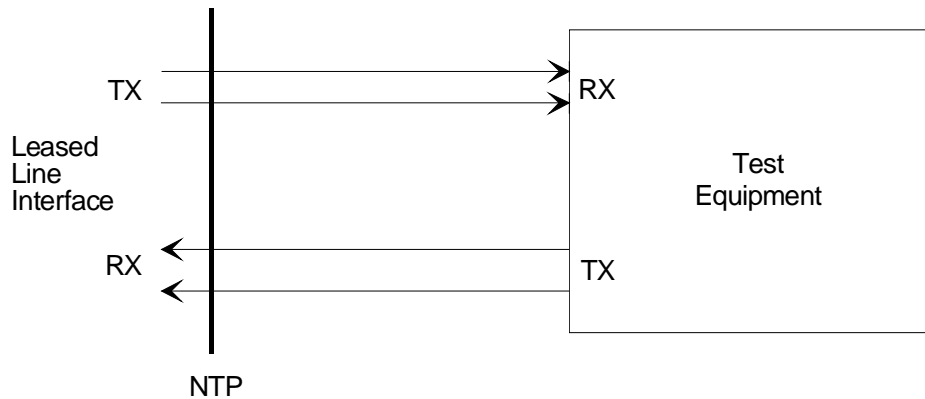 TX
RX
Leased
Line
Interface
Test
Equipment
RX
TX
NTP